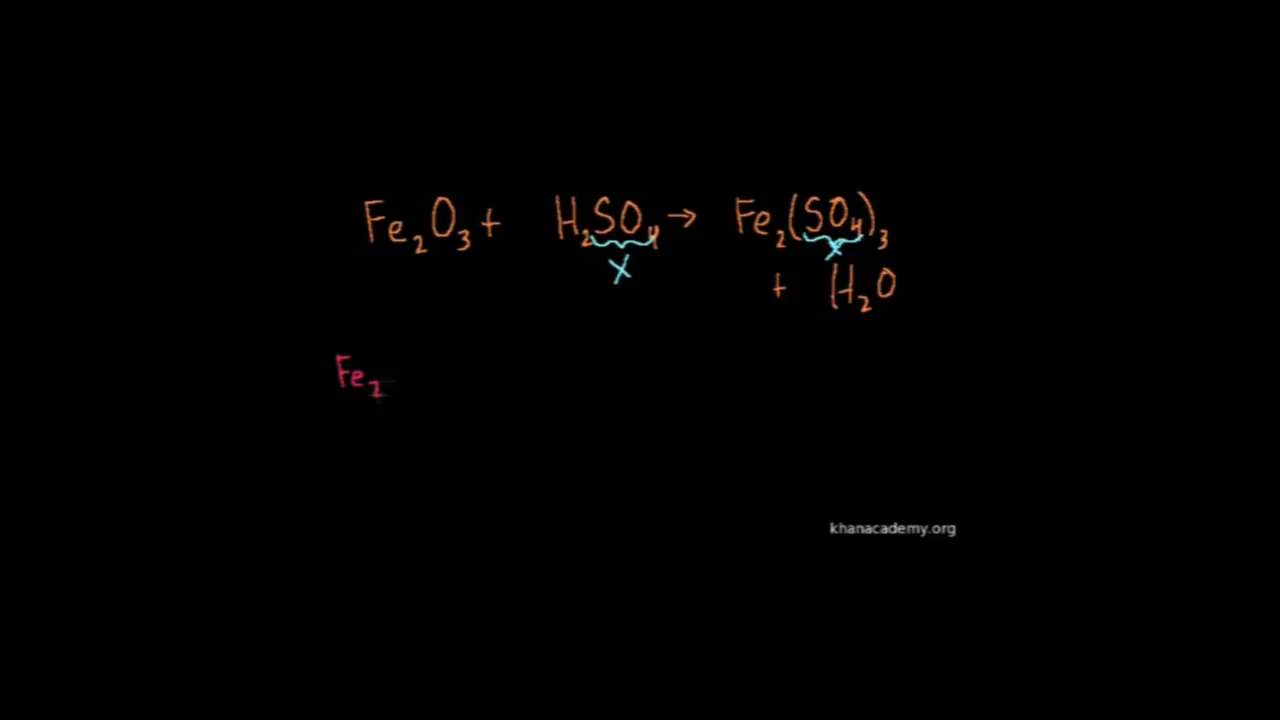 Fe₂O₃ + H₂SO₄ → Fe₂(SO₄)₃
X X
+ H₂O
Fe₂
khanacademy.org